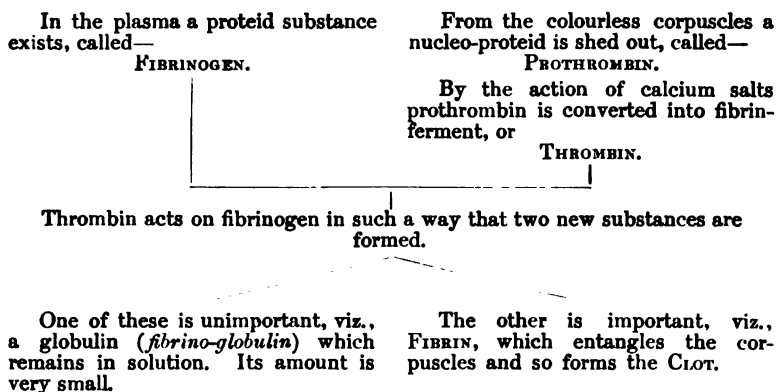 In the plasma a proteid substance
exists, called—
FIBRINOGEN.
From the colourless corpuscles a
nucleo-proteid is shed out, called—
PROTHROMBIN.
By the action of calcium salts
prothrombin is converted into fibrin-
ferment, or
THROMBIN.
Thrombin acts on fibrinogen in such a way that two new substances are
formed.
One of these is unimportant, viz.,
a globulin (fibrino-globulin) which
remains in solution. Its amount is
very small.
The other is important, viz.,
FIBRIN, which entangles the cor-
puscles and so forms the CLOT.